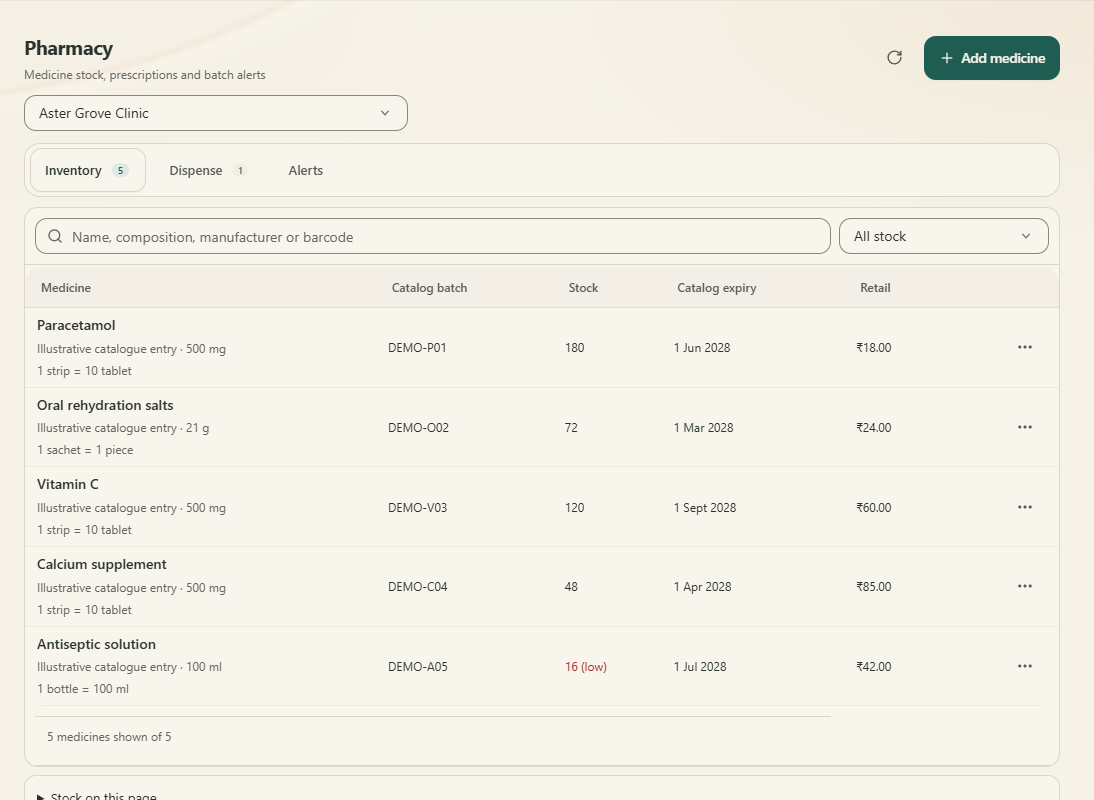 Pharmacy
Medicine stock, prescriptions and batch alerts
Add medicine
Aster Grove Clinic
Inventory 5 Dispense 1 Alerts
Name, composition, manufacturer or barcode
All stock
Medicine Catalog batch Stock Catalog expiry Retail
Paracetamol
Illustrative catalogue entry · 500 mg
1 strip = 10 tablet
DEMO-P01 180 1 Jun 2028 ₹18.00
Oral rehydration salts
Illustrative catalogue entry · 21 g
1 sachet = 1 piece
DEMO-O02 72 1 Mar 2028 ₹24.00
Vitamin C
Illustrative catalogue entry · 500 mg
1 strip = 10 tablet
DEMO-V03 120 1 Sept 2028 ₹60.00
Calcium supplement
Illustrative catalogue entry · 500 mg
1 strip = 10 tablet
DEMO-C04 48 1 Apr 2028 ₹85.00
Antiseptic solution
Illustrative catalogue entry · 100 ml
1 bottle = 100 ml
DEMO-A05 16 (low) 1 Jul 2028 ₹42.00
5 medicines shown of 5
Stock on this page